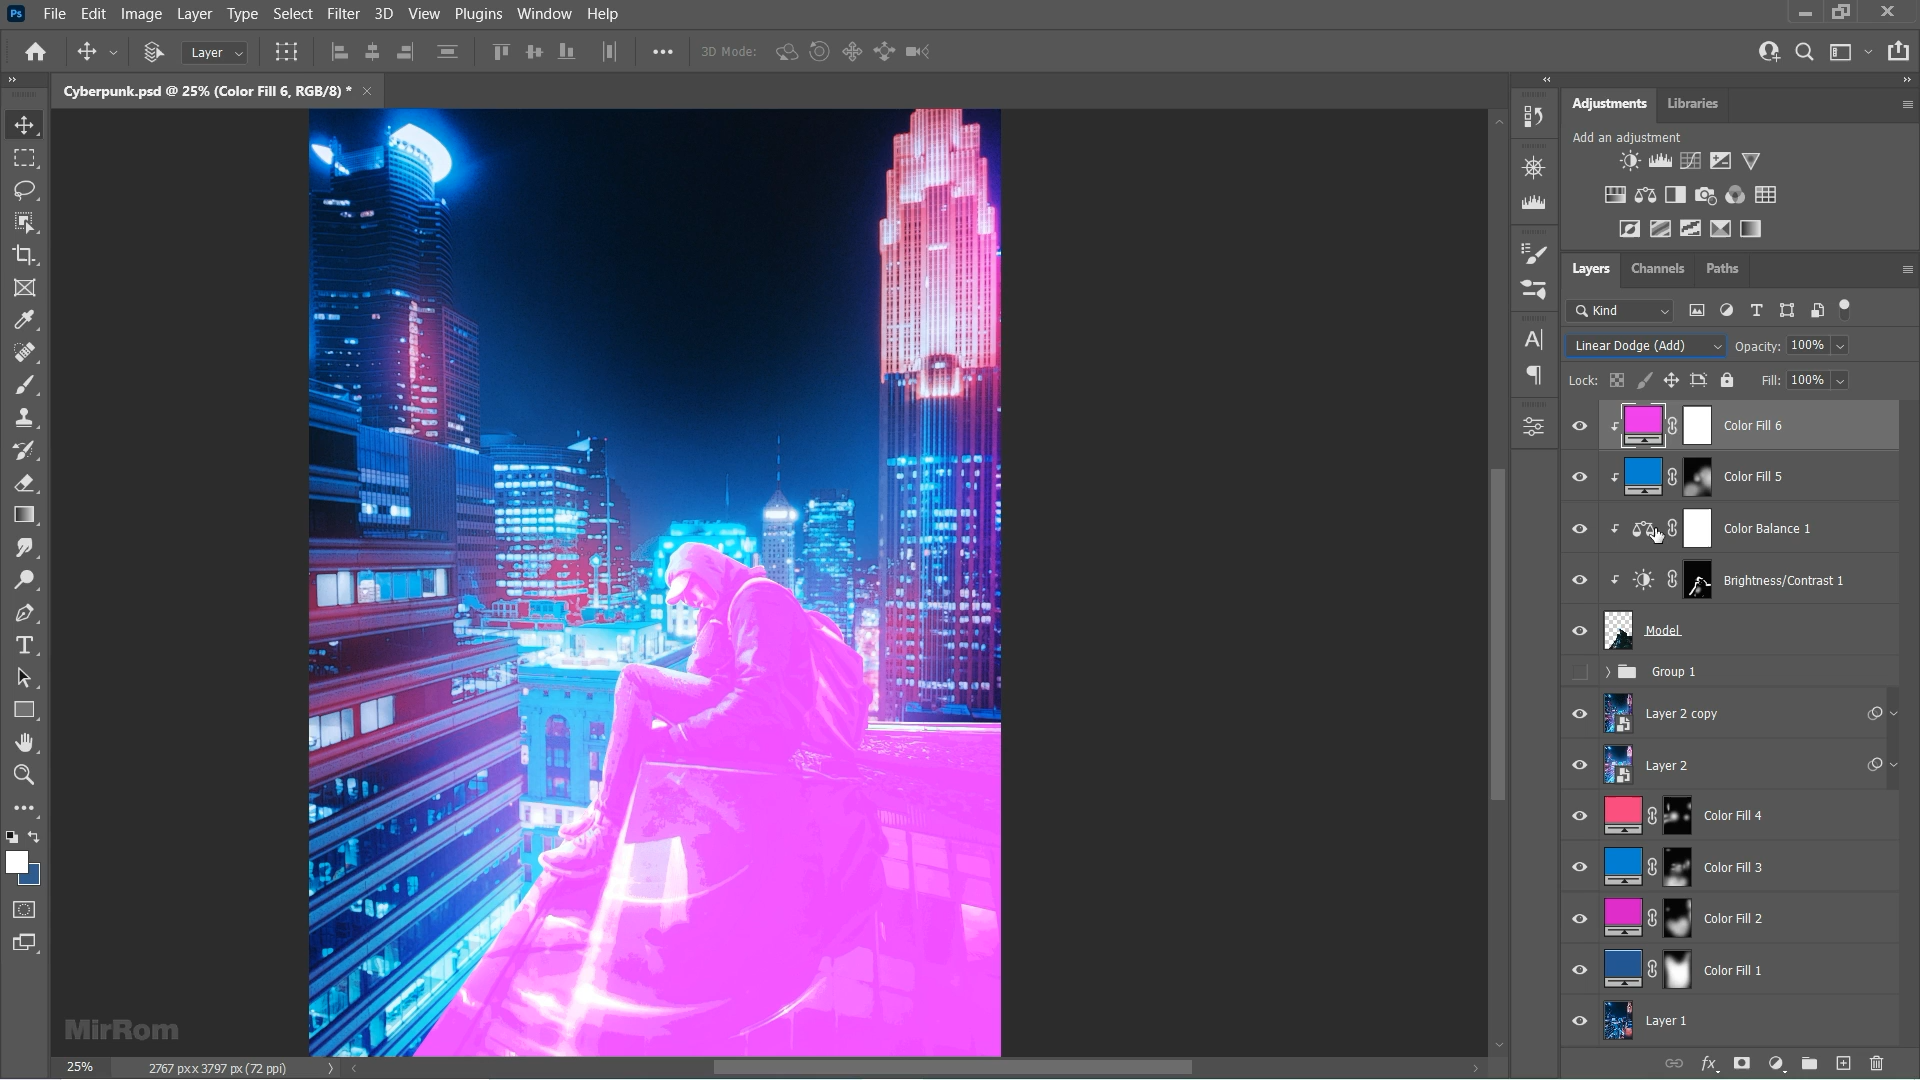 Ps File Edit Image Layer Type Select Filter 3D View Plugins Window Help
Layer 3D Mode:
Cyberpunk.psd @ 25% (Color Fill 6, RGB/8) *
Adjustments Libraries
Add an adjustment
Layers Channels Paths
Kind
Linear Dodge (Add) Opacity: 100%
Lock: Fill: 100%
Color Fill 6
Color Fill 5
Color Balance 1
Brightness/Contrast 1
Model
Group 1
Layer 2 copy
Layer 2
Color Fill 4
Color Fill 3
Color Fill 2
Color Fill 1
Layer 1
MirRom
25% 2767 px x 3797 px (72 ppi)